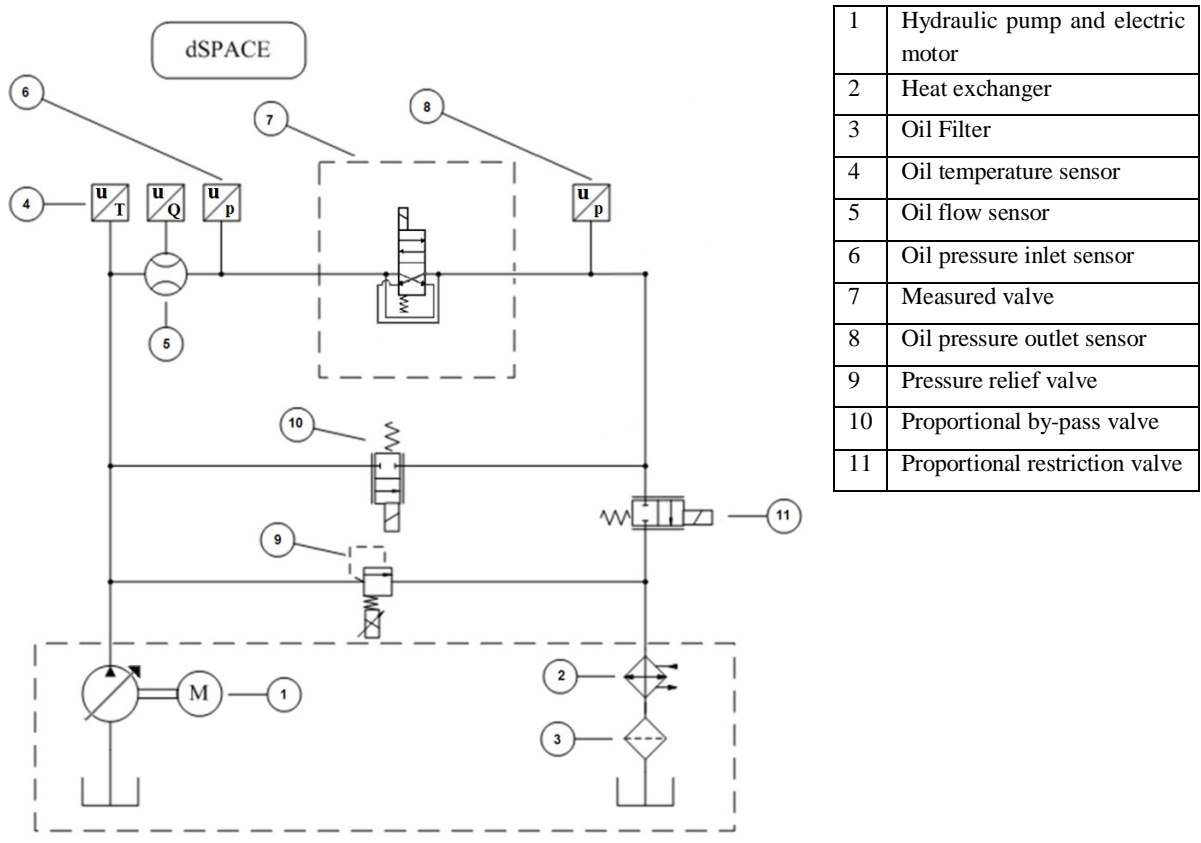 dSPACE
6
8
7
4
u
T
u
Q
u
p
u
p
5
10
11
9
M
1
2
3
1 Hydraulic pump and electric
motor
2 Heat exchanger
3 Oil Filter
4 Oil temperature sensor
5 Oil flow sensor
6 Oil pressure inlet sensor
7 Measured valve
8 Oil pressure outlet sensor
9 Pressure relief valve
10 Proportional by-pass valve
11 Proportional restriction valve